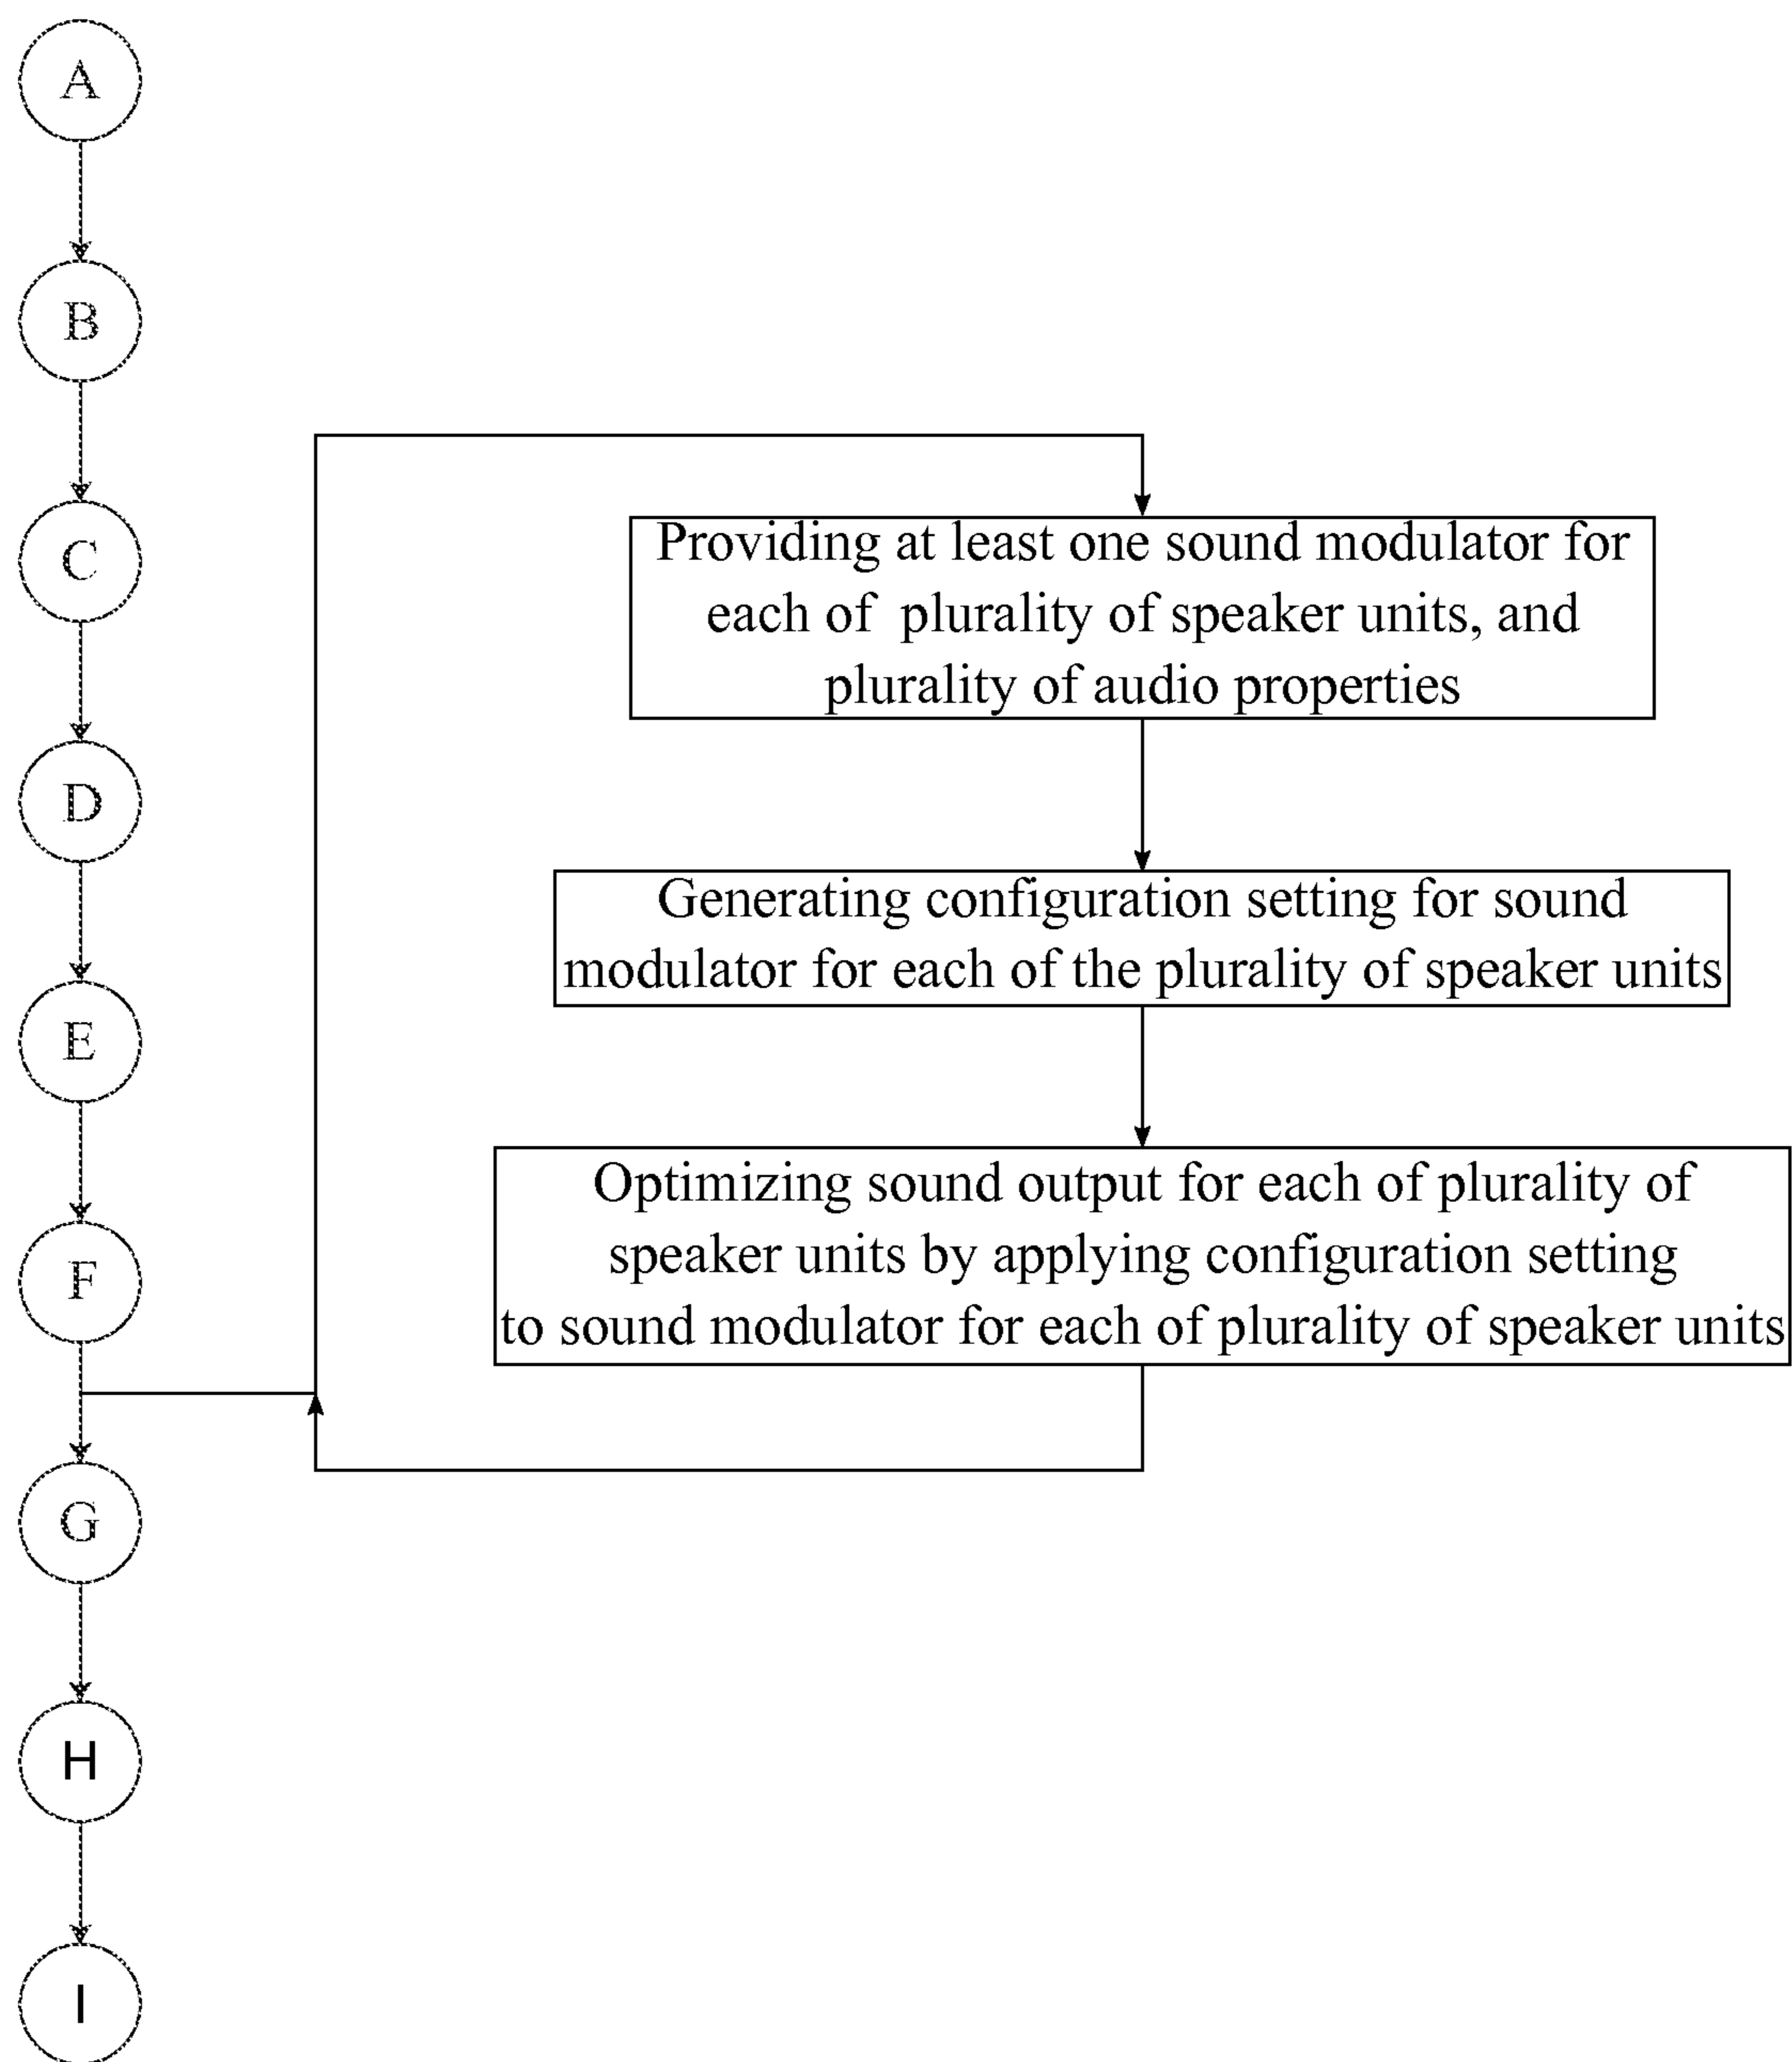 A
B
C
D
E
F
G
H
I
Providing at least one sound modulator for
each of plurality of speaker units, and
plurality of audio properties
Generating configuration setting for sound
modulator for each of the plurality of speaker units
Optimizing sound output for each of plurality of
speaker units by applying configuration setting
to sound modulator for each of plurality of speaker units